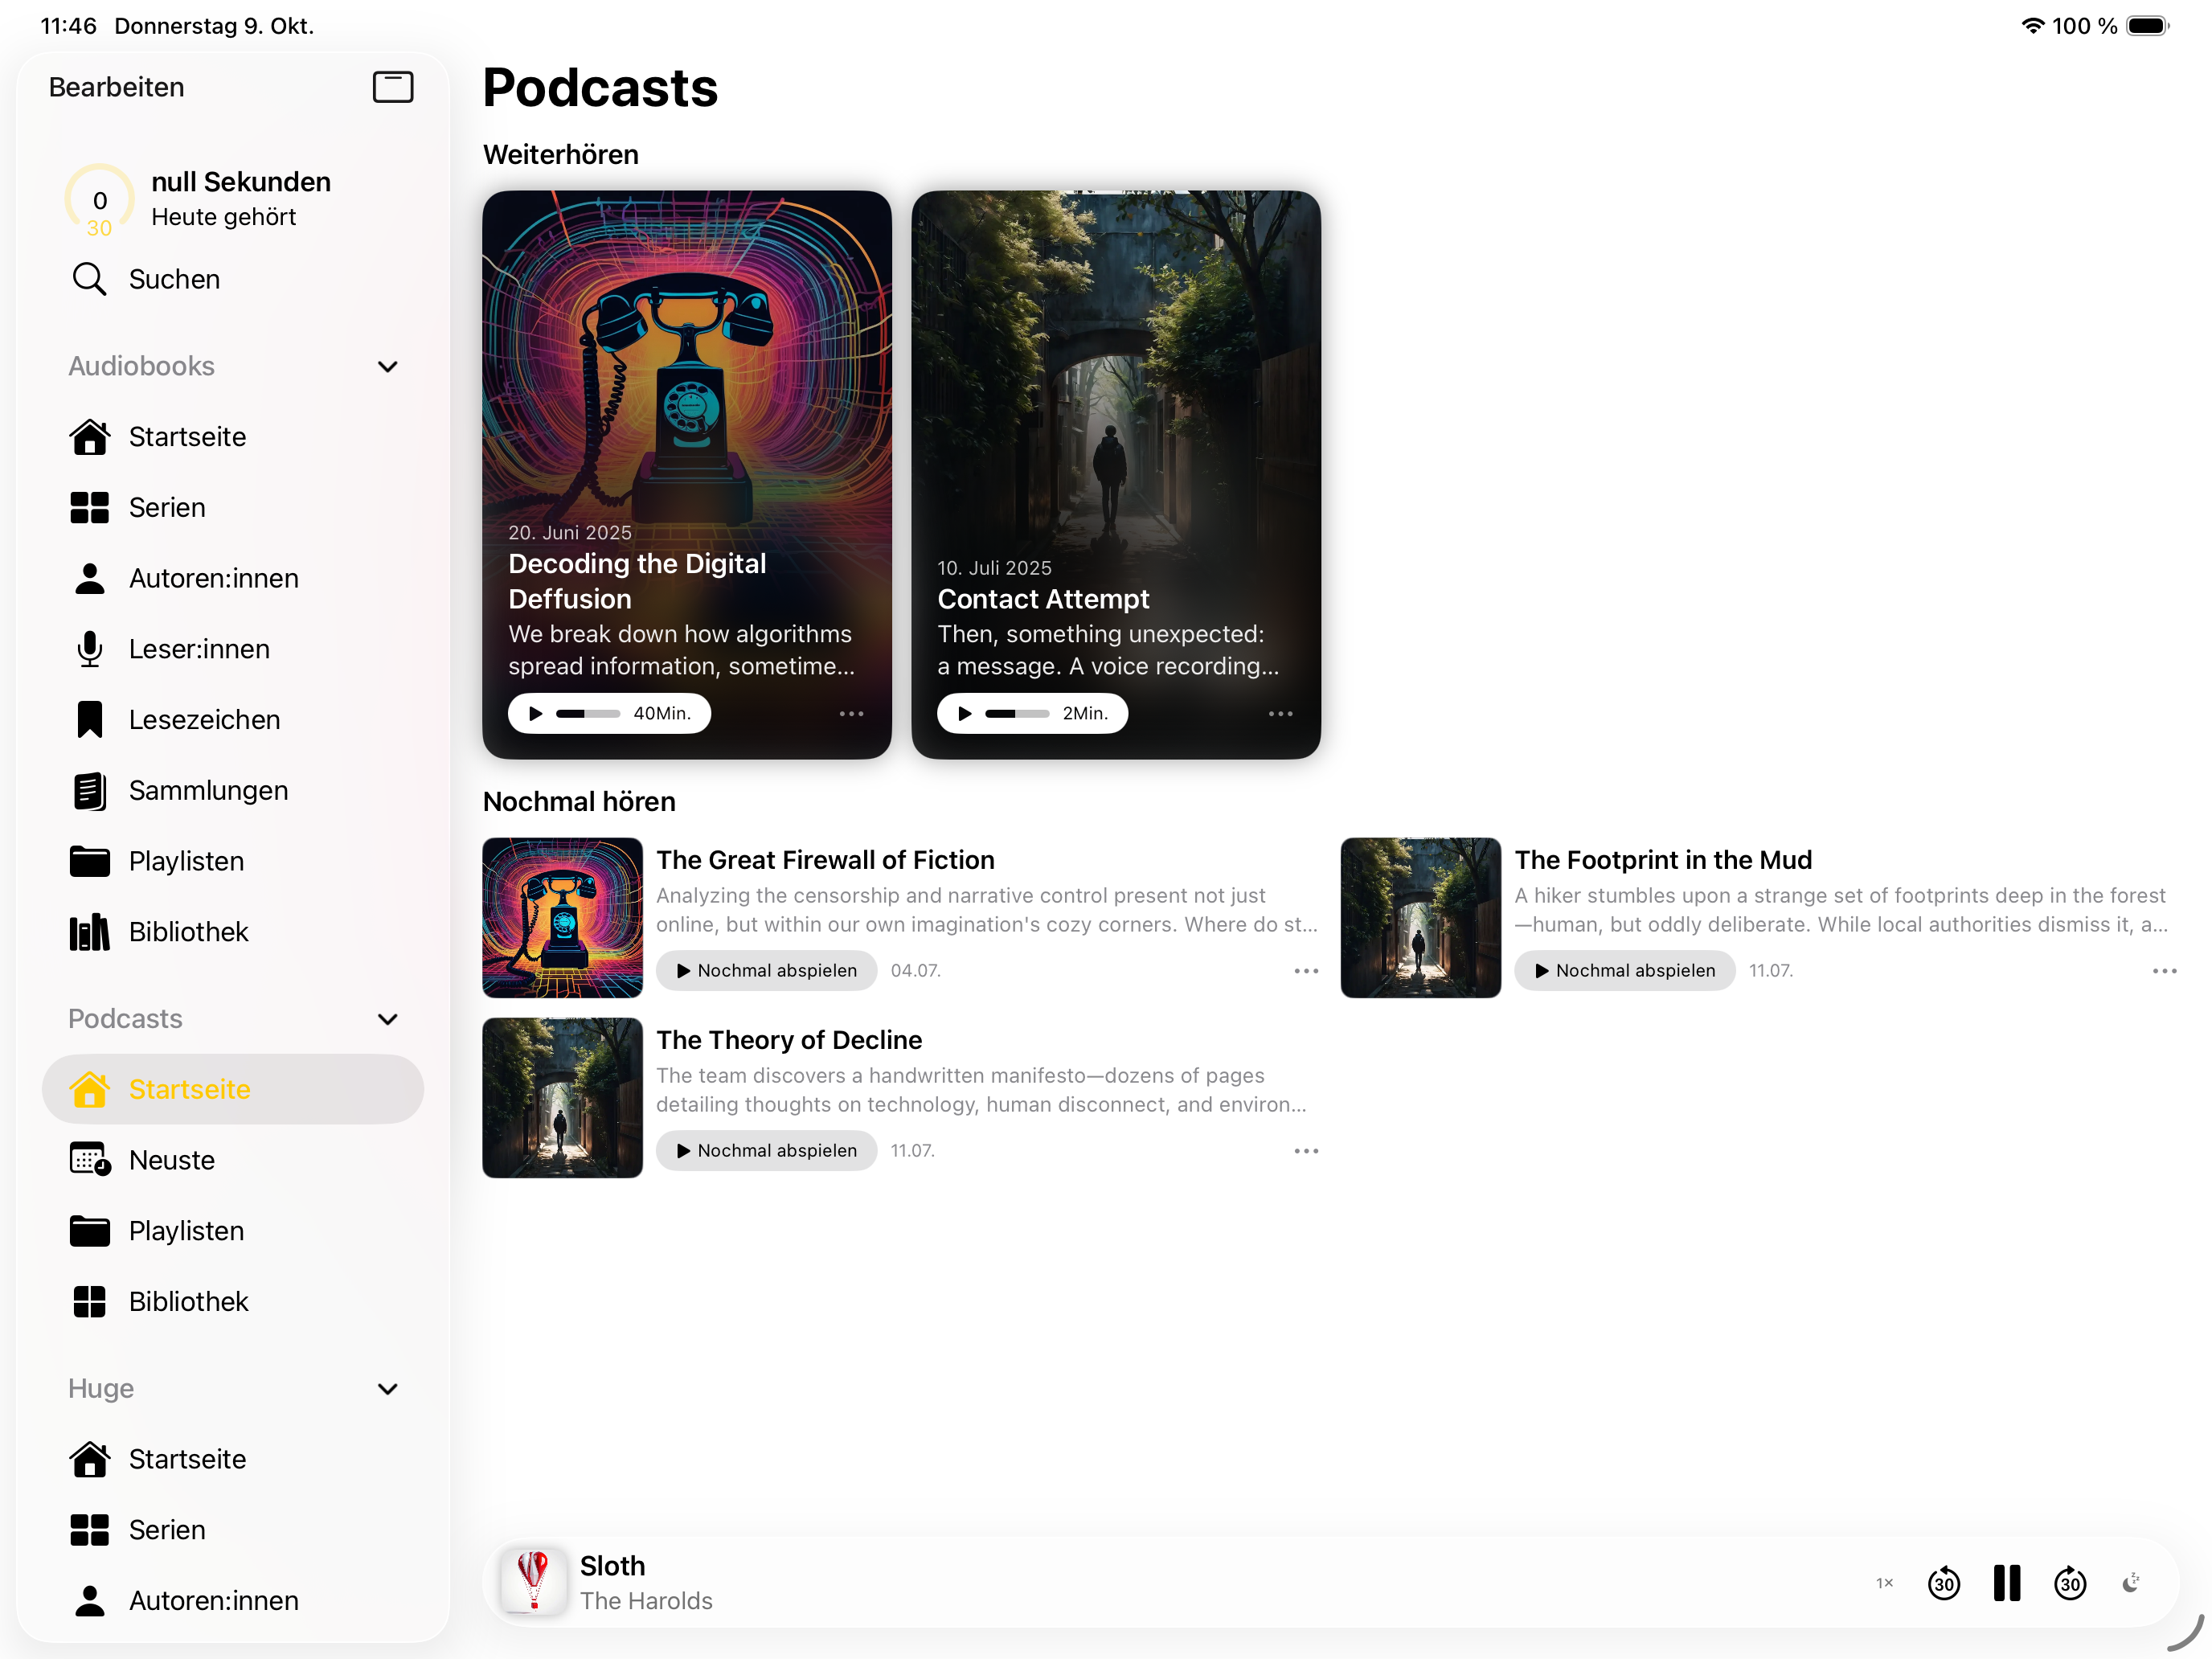 11:46 Donnerstag 9. Okt.
100 %
Bearbeiten
0
30
null Sekunden
Heute gehört
Suchen
Audiobooks
Startseite
Serien
Autoren:innen
Leser:innen
Lesezeichen
Sammlungen
Playlisten
Bibliothek
Podcasts
Startseite
Neuste
Playlisten
Bibliothek
Huge
Startseite
Serien
Autoren:innen
Podcasts
Weiterhören
20. Juni 2025
Decoding the Digital
Deffusion
We break down how algorithms
spread information, sometime...
40Min.
10. Juli 2025
Contact Attempt
Then, something unexpected:
a message. A voice recording...
2Min.
Nochmal hören
The Great Firewall of Fiction
Analyzing the censorship and narrative control present not just
online, but within our own imagination's cozy corners. Where do st...
Nochmal abspielen 04.07.
The Footprint in the Mud
A hiker stumbles upon a strange set of footprints deep in the forest
—human, but oddly deliberate. While local authorities dismiss it, a...
Nochmal abspielen 11.07.
The Theory of Decline
The team discovers a handwritten manifesto—dozens of pages
detailing thoughts on technology, human disconnect, and environ...
Nochmal abspielen 11.07.
Sloth
The Harolds
1×
30
30